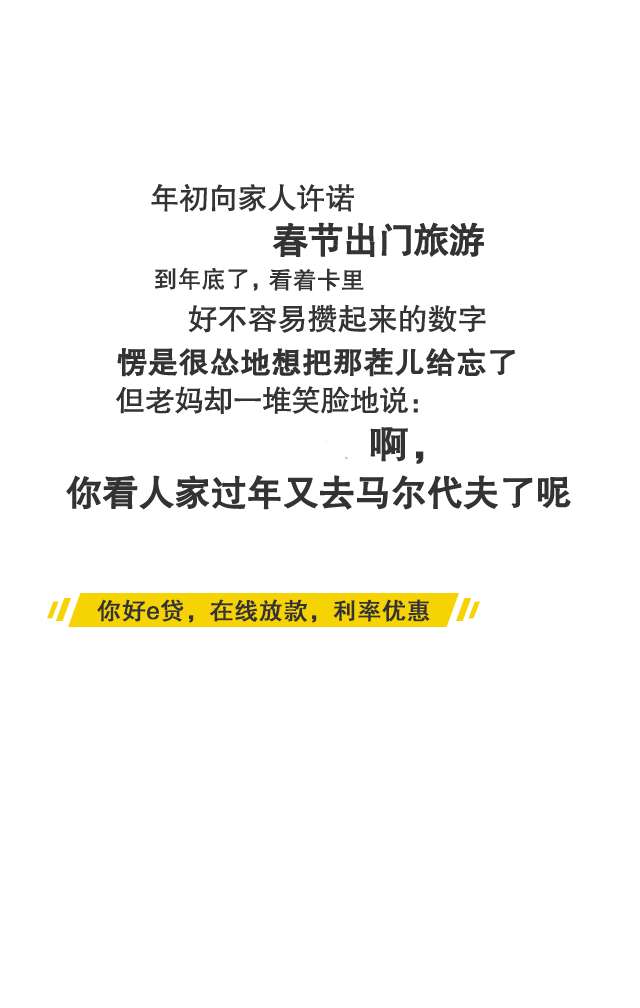 年初向家人许诺
春节出门旅游
到年底了，看着卡里
好不容易攒起来的数字
愣是很怂地想把那茬儿给忘了
但老妈却一堆笑脸地说：
啊，
你看人家过年又去马尔代夫了呢
你好e贷，在线放款，利率优惠